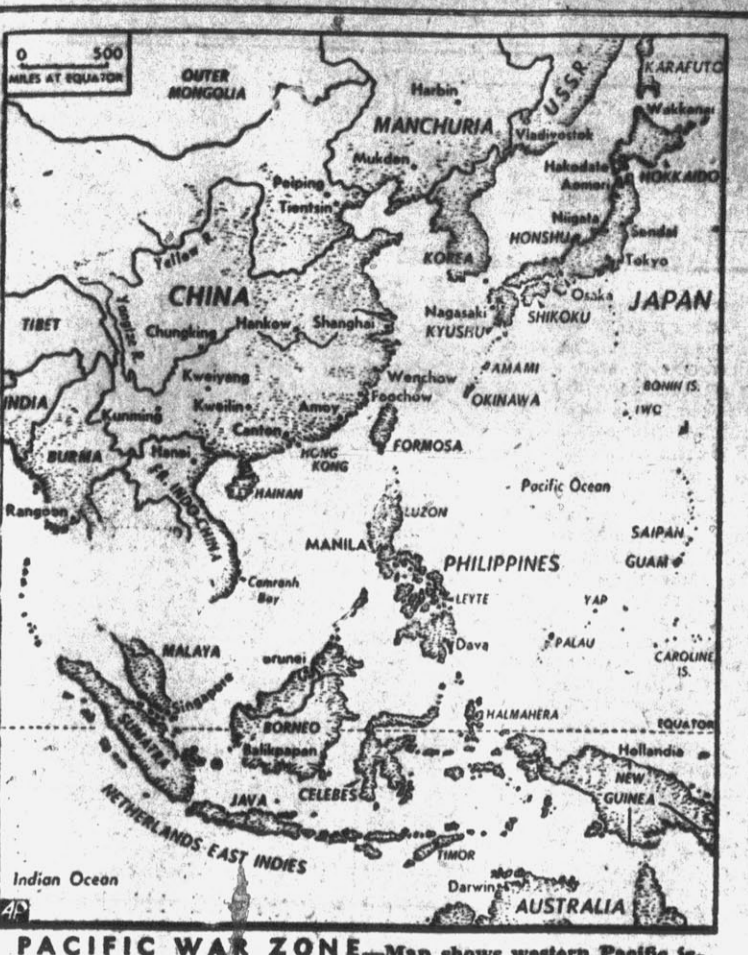 0 500
MILES AT EQUATOR
OUTER
MONGOLIA
Harbin
MANCHURIA
U.S.S.R.
KARAFUTO
Wakkanai
Vladivostok
Mukden
Hakodate
Aomori
HOKKAIDO
Peiping
Tientsin
Niigata
Sendai
HONSHU
Tokyo
Yellow R.
KOREA
CHINA
Osaka
JAPAN
Yangtze R.
TIBET
Chungking
Hankow
Shanghai
Nagasaki
KYUSHU
SHIKOKU
Kweiyang
Wenchow
Foochow
AMAMI
OKINAWA
BONIN IS.
IWO
INDIA
Kunming
Kweilin
Amoy
Canton
HONG
KONG
FORMOSA
BURMA
Hanoi
FR. INDO-CHINA
HAINAN
Pacific Ocean
Rangoon
LUZON
SAIPAN
MANILA
PHILIPPINES
GUAM
Camranh
Bay
LEYTE
YAP
MALAYA
Brunei
Dava
PALAU
CAROLINE
IS.
Singapore
SUMATRA
BORNEO
HALMAHERA
EQUATOR
Balikpapan
Hollandia
JAVA
CELEBES
NEW
GUINEA
NETHERLANDS EAST INDIES
TIMOR
Indian Ocean
Darwin
AUSTRALIA
AP
PACIFIC WAR ZONE—Map shows western Pacific is-